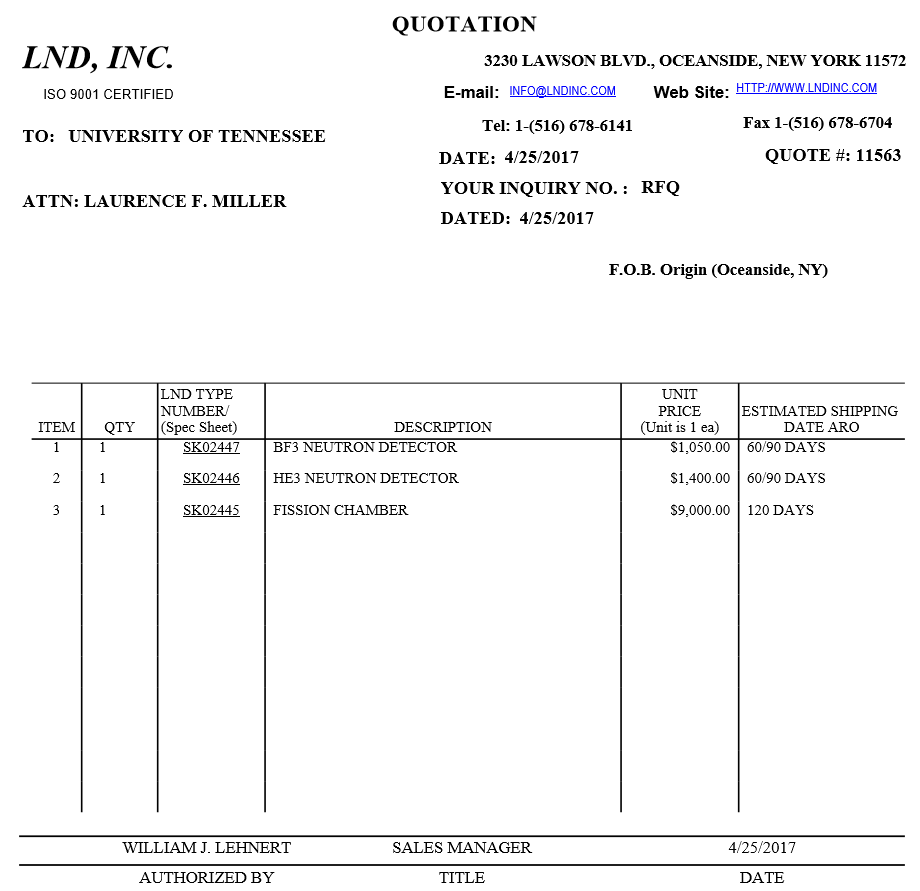 QUOTATION
LND, INC.
3230 LAWSON BLVD., OCEANSIDE, NEW YORK 11572
ISO 9001 CERTIFIED
E-mail: INFO@LNDINC.COM Web Site: HTTP://WWW.LNDINC.COM
Tel: 1-(516) 678-6141 Fax 1-(516) 678-6704
TO: UNIVERSITY OF TENNESSEE
DATE: 4/25/2017 QUOTE #: 11563
YOUR INQUIRY NO. : RFQ
ATTN: LAURENCE F. MILLER
DATED: 4/25/2017
F.O.B. Origin (Oceanside, NY)
LND TYPE UNIT
NUMBER/ PRICE ESTIMATED SHIPPING
ITEM QTY (Spec Sheet) DESCRIPTION (Unit is 1 ea) DATE ARO
1 1 SK02447 BF3 NEUTRON DETECTOR $1,050.00 60/90 DAYS
2 1 SK02446 HE3 NEUTRON DETECTOR $1,400.00 60/90 DAYS
3 1 SK02445 FISSION CHAMBER $9,000.00 120 DAYS
WILLIAM J. LEHNERT SALES MANAGER 4/25/2017
AUTHORIZED BY TITLE DATE